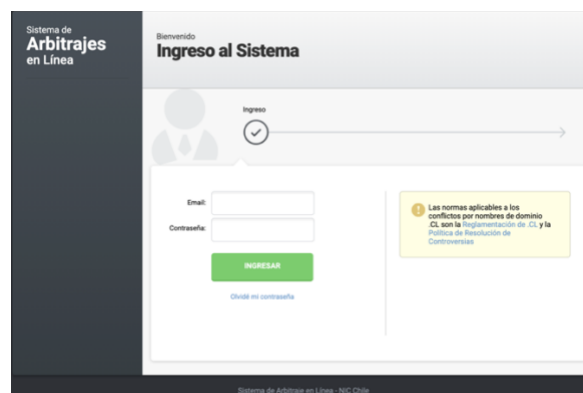 Sistema de
Arbitrajes
en Línea
Bienvenido
Ingreso al Sistema
Ingreso
Email:
Contraseña:
INGRESAR
Olvidé mi contraseña
Las normas aplicables a los
conflictos por nombres de dominio
.CL son la Reglamentación de .CL y la
Política de Resolución de
Controversias
Sistema de Arbitraje en Línea - NIC Chile